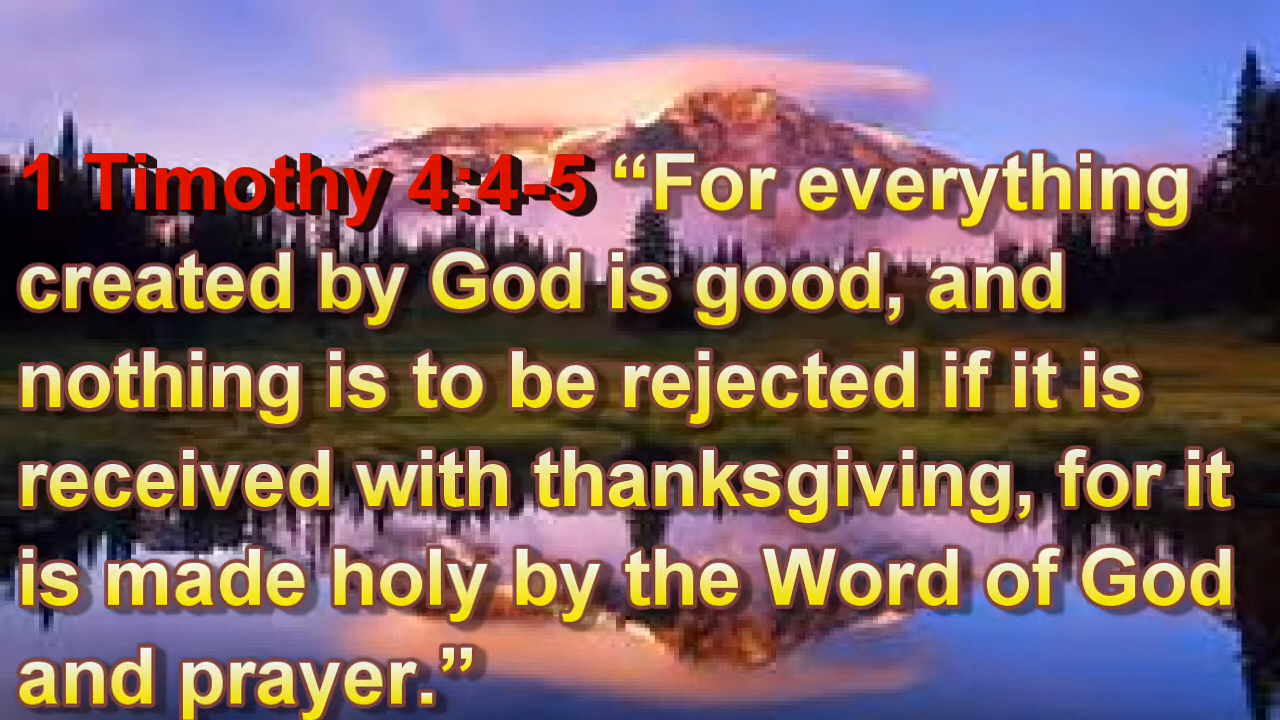 1 Timothy 4:4-5 “For everything
created by God is good, and
nothing is to be rejected if it is
received with thanksgiving, for it
is made holy by the Word of God
and prayer.”